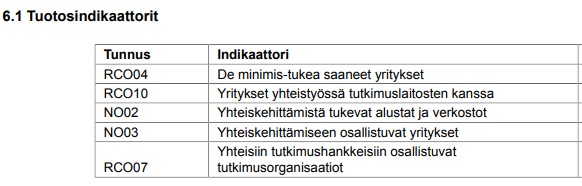 6.1 Tuotosindikaattorit
Tunnus Indikaattori
RCO04 De minimis-tukea saaneet yritykset
RCO10 Yritykset yhteistyössä tutkimuslaitosten kanssa
NO02 Yhteiskehittämistä tukevat alustat ja verkostot
NO03 Yhteiskehittämiseen osallistuvat yritykset
Yhteisiin tutkimushankkeisiin osallistuvat
RCO07 tutkimusorganisaatiot